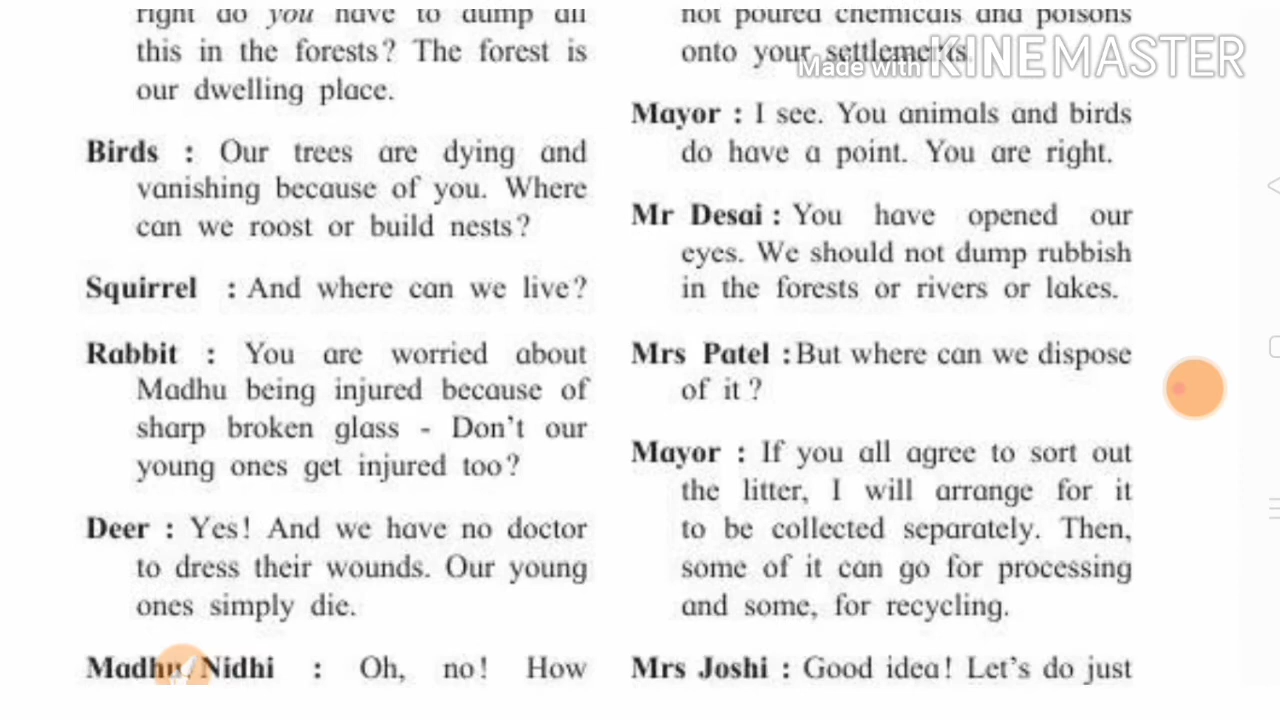 right do you have to dump all
this in the forests? The forest is
our dwelling place.
Birds : Our trees are dying and
vanishing because of you. Where
can we roost or build nests?
Squirrel : And where can we live?
Rabbit : You are worried about
Madhu being injured because of
sharp broken glass - Don't our
young ones get injured too?
Deer : Yes! And we have no doctor
to dress their wounds. Our young
ones simply die.
Madhu/Nidhi : Oh, no! How
not poured chemicals and poisons
onto your settlements
Made with KINEMASTER
Mayor : I see. You animals and birds
do have a point. You are right.
Mr Desai : You have opened our
eyes. We should not dump rubbish
in the forests or rivers or lakes.
Mrs Patel : But where can we dispose
of it?
Mayor : If you all agree to sort out
the litter, I will arrange for it
to be collected separately. Then,
some of it can go for processing
and some, for recycling.
Mrs Joshi : Good idea! Let's do just